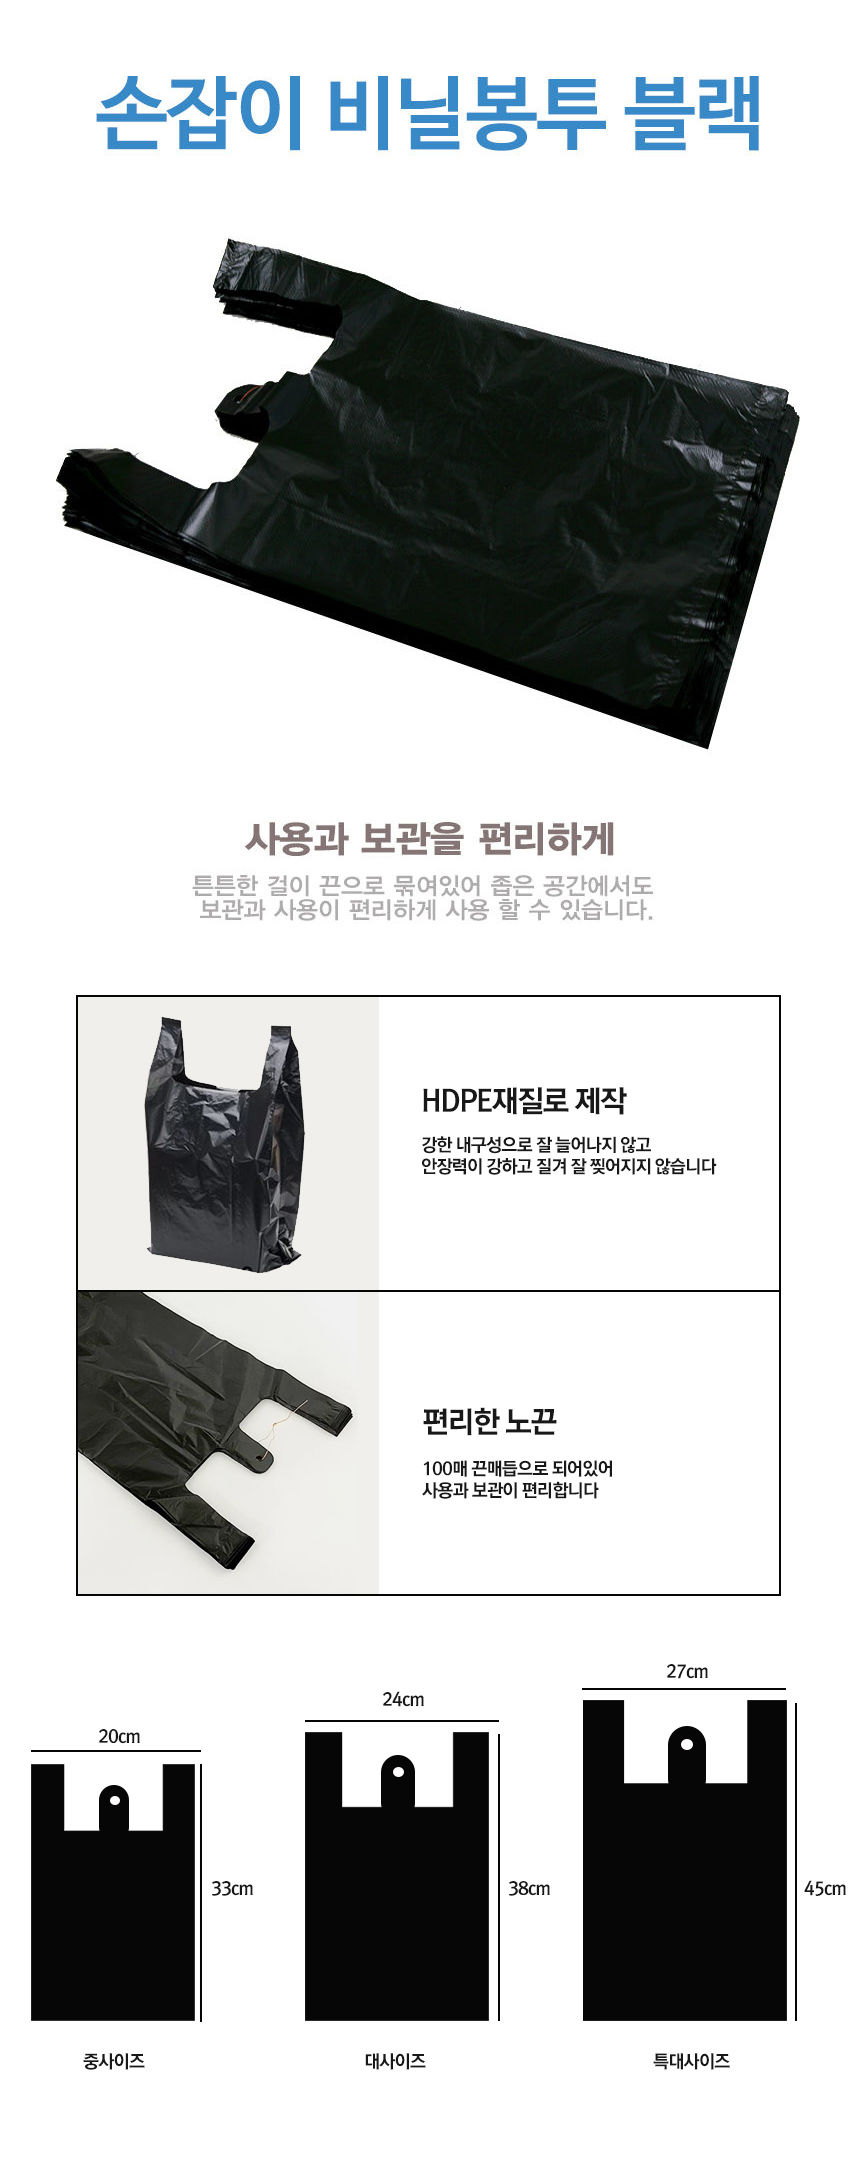 손잡이 비닐봉투 블랙
사용과 보관을 편리하게
튼튼한 걸이 끈으로 묶여있어 좁은 공간에서도
보관과 사용이 편리하게 사용 할 수 있습니다.
HDPE재질로 제작
강한 내구성으로 잘 늘어나지 않고
안장력이 강하고 질겨 잘 찢어지지 않습니다
편리한 노끈
100매 끈매듭으로 되어있어
사용과 보관이 편리합니다
20cm
33cm
중사이즈
24cm
38cm
대사이즈
27cm
45cm
특대사이즈